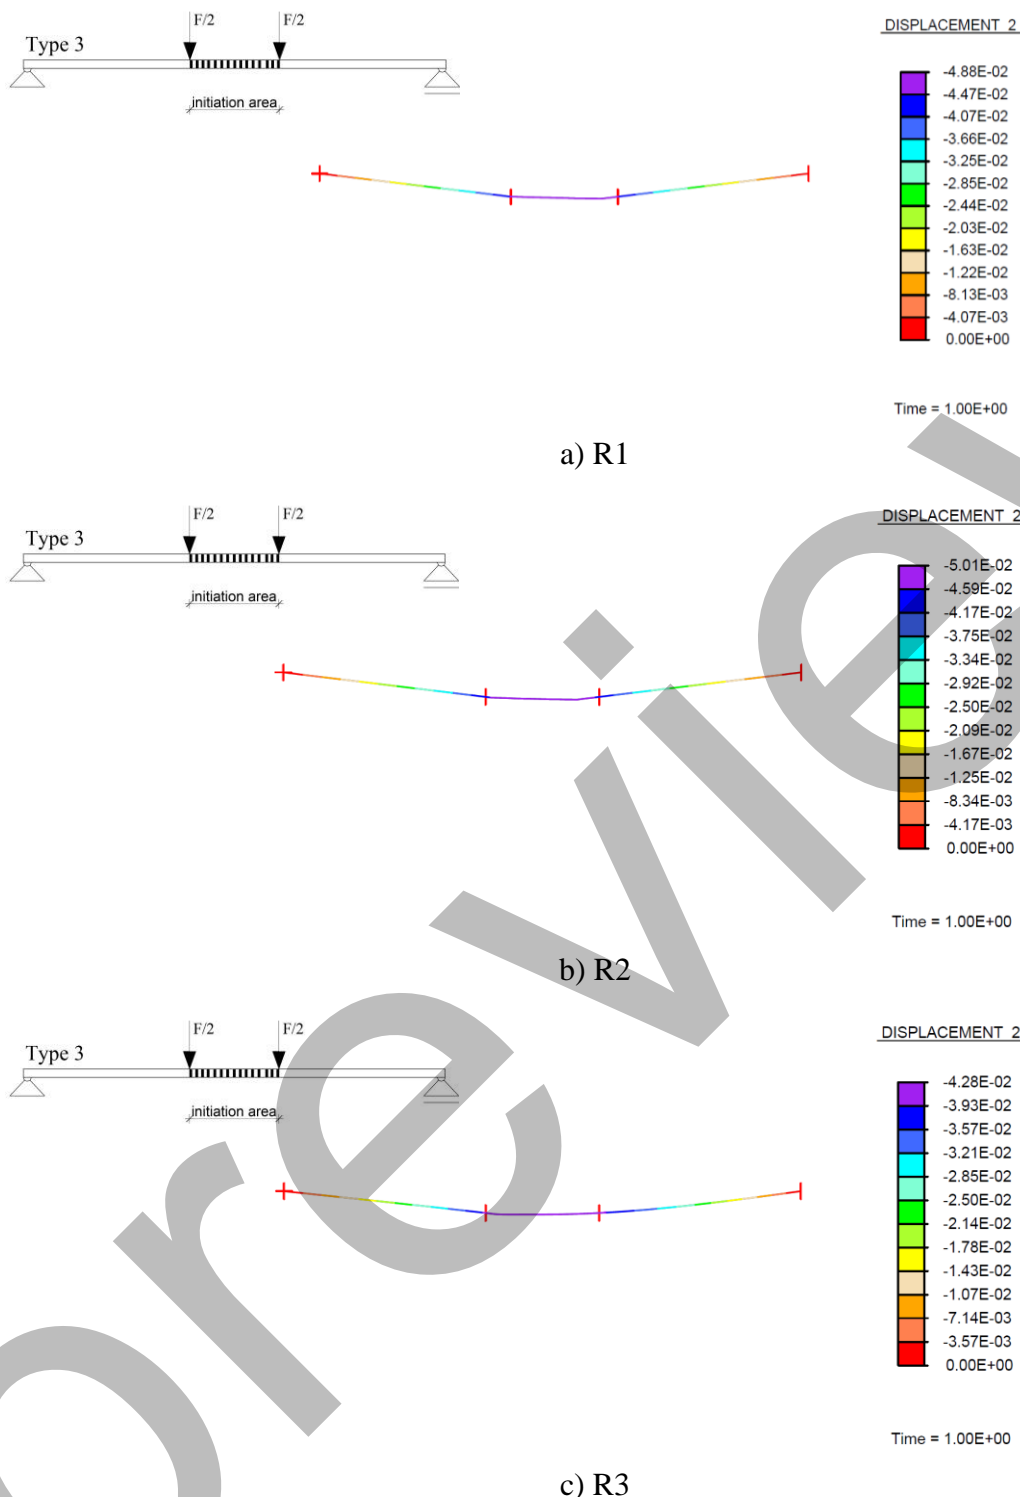 F/2 F/2
Type 3
initiation area
DISPLACEMENT 2
-4.88E-02
-4.47E-02
-4.07E-02
-3.66E-02
-3.25E-02
-2.85E-02
-2.44E-02
-2.03E-02
-1.63E-02
-1.22E-02
-8.13E-03
-4.07E-03
0.00E+00
Time = 1.00E+00
a) R1
F/2 F/2
Type 3
initiation area
DISPLACEMENT 2
-5.01E-02
-4.59E-02
-4.17E-02
-3.75E-02
-3.34E-02
-2.92E-02
-2.50E-02
-2.09E-02
-1.67E-02
-1.25E-02
-8.34E-03
-4.17E-03
0.00E+00
Time = 1.00E+00
b) R2
F/2 F/2
Type 3
initiation area
DISPLACEMENT 2
-4.28E-02
-3.93E-02
-3.57E-02
-3.21E-02
-2.85E-02
-2.50E-02
-2.14E-02
-1.78E-02
-1.43E-02
-1.07E-02
-7.14E-03
-3.57E-03
0.00E+00
Time = 1.00E+00
c) R3
preview